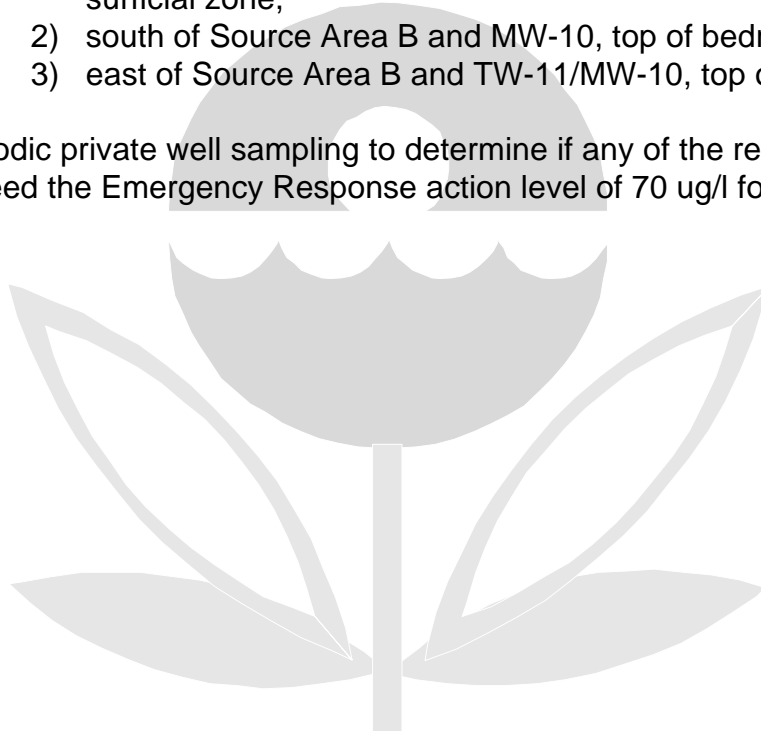 surficial zone;
2) south of Source Area B and MW-10, top of bedr
3) east of Source Area B and TW-11/MW-10, top o
odic private well sampling to determine if any of the re
eed the Emergency Response action level of 70 ug/l fo